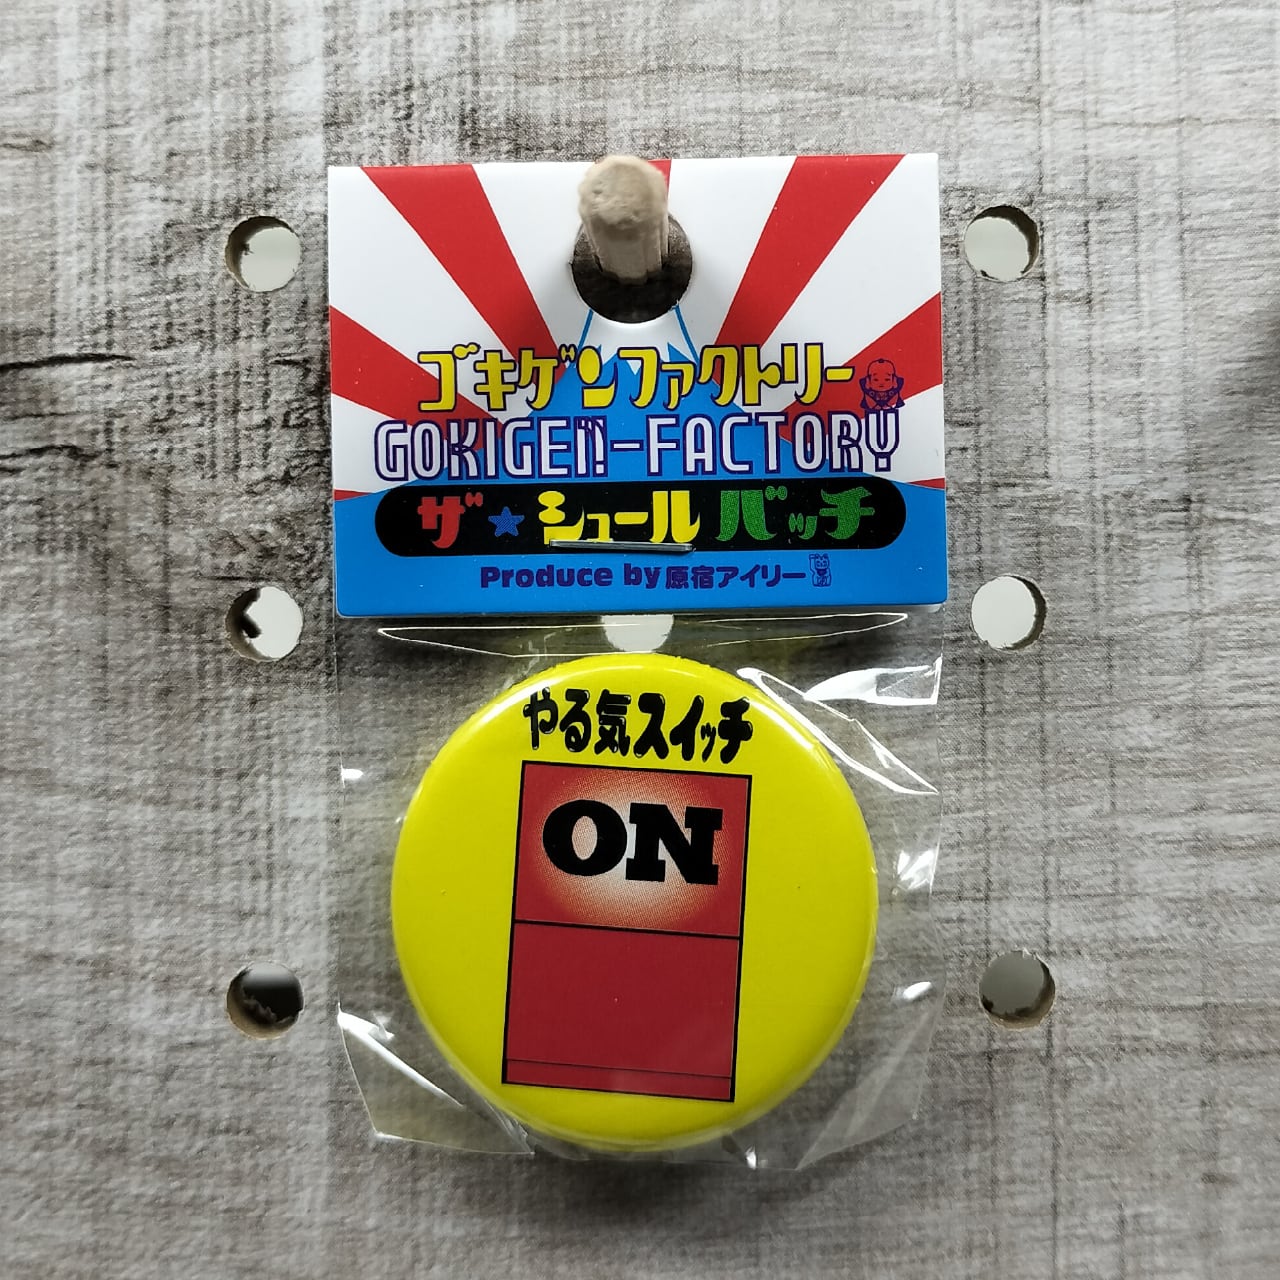 ゴキゲンファクトリー
GOKIGEN-FACTORY
ザ★シュールバッチ
Produce by 原宿アイリー
やる気スイッチ
ON